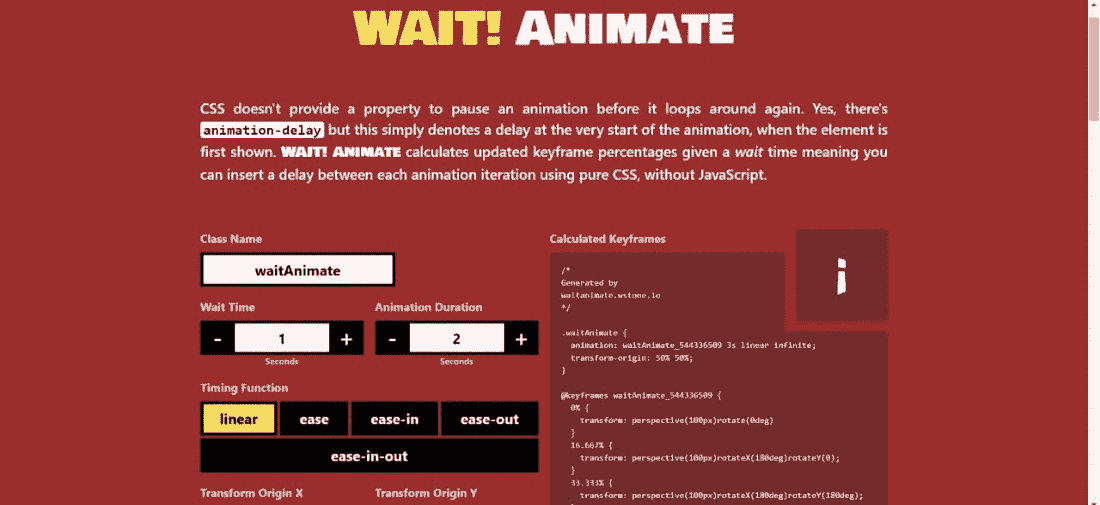 WAIT! ANIMATE
CSS doesn't provide a property to pause an animation before it loops around again. Yes, there's
animation-delay but this simply denotes a delay at the very start of the animation, when the element is
first shown. WAIT! ANIMATE calculates updated keyframe percentages given a wait time meaning you
can insert a delay between each animation iteration using pure CSS, without JavaScript.
Class Name
waitAnimate
Wait Time
Animation Duration
- 1 +
- 2 +
Seconds
Seconds
Timing Function
linear
ease
ease-in
ease-out
ease-in-out
Transform Origin X
Transform Origin Y
Calculated Keyframes
/*
Generated by
waitanimate.wstone.io
*/
.waitAnimate {
animation: waitAnimate_544336509 3s linear infinite;
transform-origin: 50% 50%;
}
@keyframes waitAnimate_544336509 {
0% {
transform: perspective(100px)rotate(0deg)
}
16.667% {
transform: perspective(100px)rotateX(180deg)rotateY(0);
}
33.333% {
transform: perspective(100px)rotateX(180deg)rotateY(180deg);